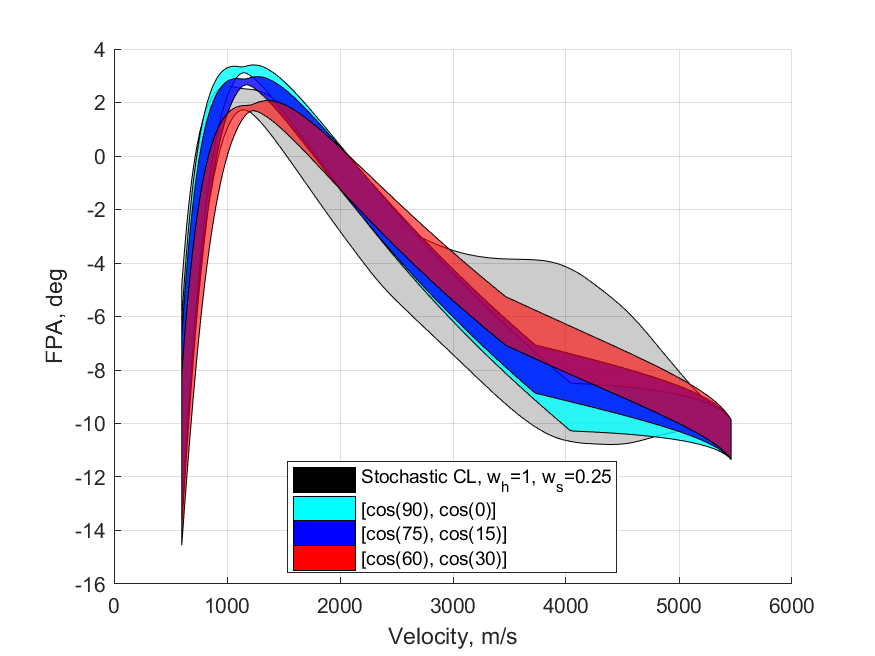 4
2
0
-2
-4
-6
-8
-10
-12
-14
-16
FPA, deg
Stochastic CL, w_h=1, w_s=0.25
[cos(90), cos(0)]
[cos(75), cos(15)]
[cos(60), cos(30)]
0 1000 2000 3000 4000 5000 6000
Velocity, m/s